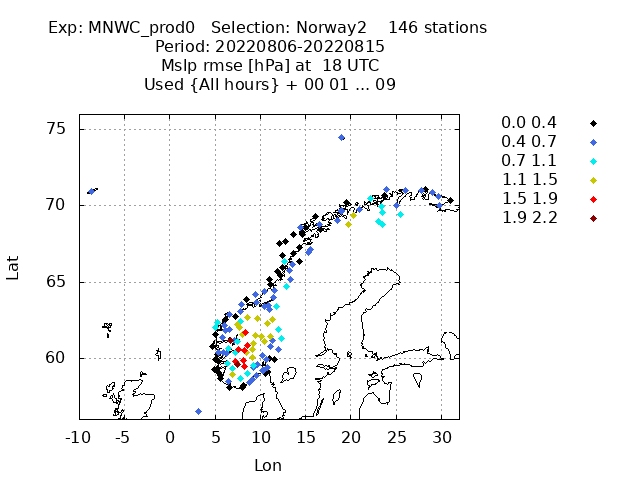 Exp: MNWC_prod0 Selection: Norway2 146 stations
Period: 20220806-20220815
Mslp rmse [hPa] at 18 UTC
Used {All hours} + 00 01 ... 09
75
70
65
60
Lat
-10 -5 0 5 10 15 20 25 30
Lon
0.0 0.4
0.4 0.7
0.7 1.1
1.1 1.5
1.5 1.9
1.9 2.2